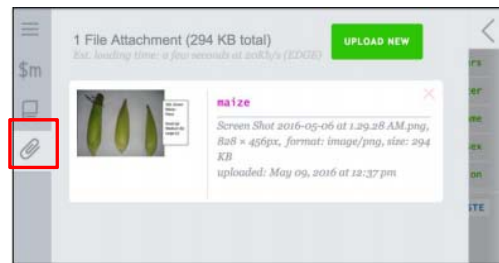 1 File Attachment (294 KB total)
UPLOAD NEW
Est. loading time: a few seconds at 20Kb/s (EDGE)
$m
maize
Screen Shot 2016-05-06 at 1.29.28 AM.png,
828 × 456px, format: image/png, size: 294
KB
uploaded: May 09, 2016 at 12:37 pm